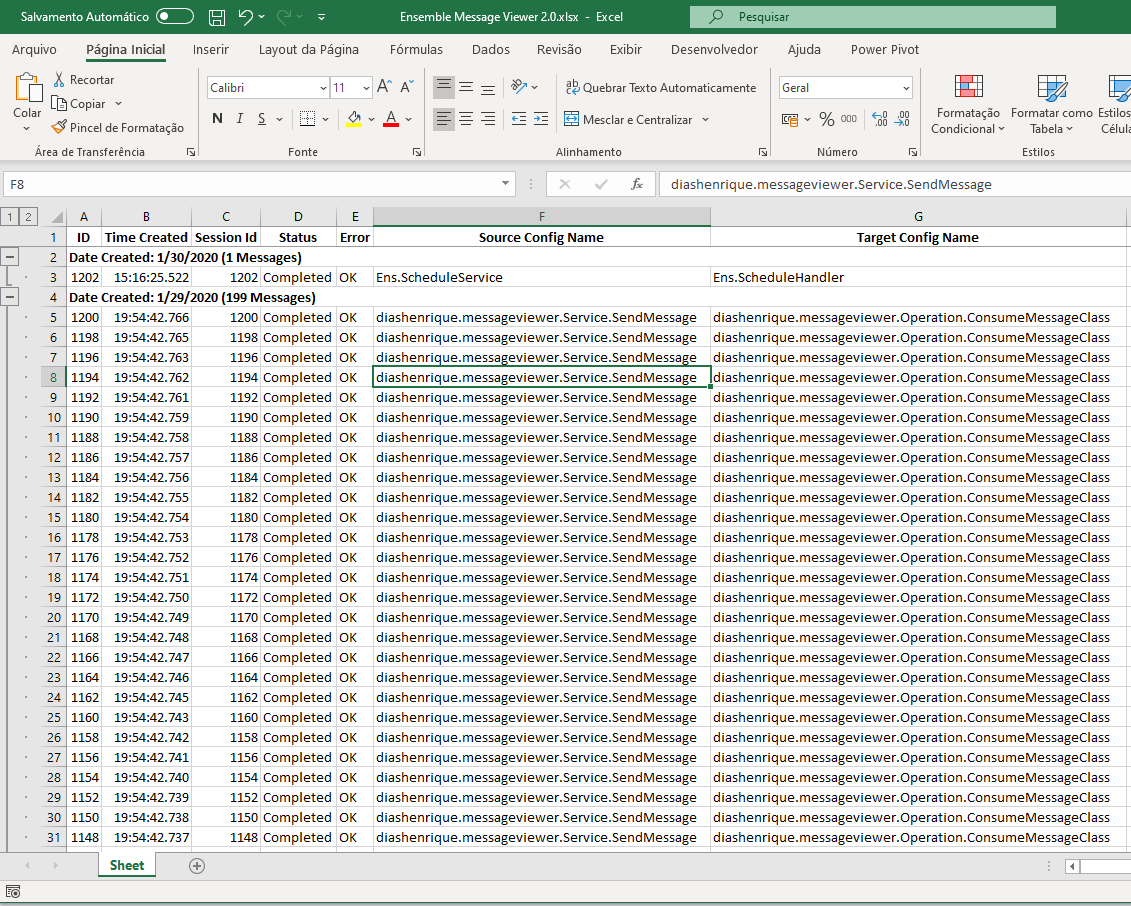 Salvamento Automático Ensemble Message Viewer 2.0.xlsx - Excel Pesquisar
Arquivo Página Inicial Inserir Layout da Página Fórmulas Dados Revisão Exibir Desenvolvedor Ajuda Power Pivot
Colar
Recortar
Copiar
Pincel de Formatação
Área de Transferência
Calibri 11 A^ Aˇ
N I S A
Fonte
ab Quebrar Texto Automaticamente
Mesclar e Centralizar
Alinhamento
Geral
% 000
Número
Formatação Condicional
Formatar como Tabela
Estilos
Estilos
F8 fx diashenrique.messageviewer.Service.SendMessage
1 2 A B C D E F G
1 ID Time Created Session Id Status Error Source Config Name Target Config Name
2 Date Created: 1/30/2020 (1 Messages)
3 1202 15:16:25.522 1202 Completed OK Ens.ScheduleService Ens.ScheduleHandler
4 Date Created: 1/29/2020 (199 Messages)
5 1200 19:54:42.766 1200 Completed OK diashenrique.messageviewer.Service.SendMessage diashenrique.messageviewer.Operation.ConsumeMessageClass
6 1198 19:54:42.765 1198 Completed OK diashenrique.messageviewer.Service.SendMessage diashenrique.messageviewer.Operation.ConsumeMessageClass
7 1196 19:54:42.763 1196 Completed OK diashenrique.messageviewer.Service.SendMessage diashenrique.messageviewer.Operation.ConsumeMessageClass
8 1194 19:54:42.762 1194 Completed OK diashenrique.messageviewer.Service.SendMessage diashenrique.messageviewer.Operation.ConsumeMessageClass
9 1192 19:54:42.761 1192 Completed OK diashenrique.messageviewer.Service.SendMessage diashenrique.messageviewer.Operation.ConsumeMessageClass
10 1190 19:54:42.759 1190 Completed OK diashenrique.messageviewer.Service.SendMessage diashenrique.messageviewer.Operation.ConsumeMessageClass
11 1188 19:54:42.758 1188 Completed OK diashenrique.messageviewer.Service.SendMessage diashenrique.messageviewer.Operation.ConsumeMessageClass
12 1186 19:54:42.757 1186 Completed OK diashenrique.messageviewer.Service.SendMessage diashenrique.messageviewer.Operation.ConsumeMessageClass
13 1184 19:54:42.756 1184 Completed OK diashenrique.messageviewer.Service.SendMessage diashenrique.messageviewer.Operation.ConsumeMessageClass
14 1182 19:54:42.755 1182 Completed OK diashenrique.messageviewer.Service.SendMessage diashenrique.messageviewer.Operation.ConsumeMessageClass
15 1180 19:54:42.754 1180 Completed OK diashenrique.messageviewer.Service.SendMessage diashenrique.messageviewer.Operation.ConsumeMessageClass
16 1178 19:54:42.753 1178 Completed OK diashenrique.messageviewer.Service.SendMessage diashenrique.messageviewer.Operation.ConsumeMessageClass
17 1176 19:54:42.752 1176 Completed OK diashenrique.messageviewer.Service.SendMessage diashenrique.messageviewer.Operation.ConsumeMessageClass
18 1174 19:54:42.751 1174 Completed OK diashenrique.messageviewer.Service.SendMessage diashenrique.messageviewer.Operation.ConsumeMessageClass
19 1172 19:54:42.750 1172 Completed OK diashenrique.messageviewer.Service.SendMessage diashenrique.messageviewer.Operation.ConsumeMessageClass
20 1170 19:54:42.749 1170 Completed OK diashenrique.messageviewer.Service.SendMessage diashenrique.messageviewer.Operation.ConsumeMessageClass
21 1168 19:54:42.748 1168 Completed OK diashenrique.messageviewer.Service.SendMessage diashenrique.messageviewer.Operation.ConsumeMessageClass
22 1166 19:54:42.747 1166 Completed OK diashenrique.messageviewer.Service.SendMessage diashenrique.messageviewer.Operation.ConsumeMessageClass
23 1164 19:54:42.746 1164 Completed OK diashenrique.messageviewer.Service.SendMessage diashenrique.messageviewer.Operation.ConsumeMessageClass
24 1162 19:54:42.745 1162 Completed OK diashenrique.messageviewer.Service.SendMessage diashenrique.messageviewer.Operation.ConsumeMessageClass
25 1160 19:54:42.743 1160 Completed OK diashenrique.messageviewer.Service.SendMessage diashenrique.messageviewer.Operation.ConsumeMessageClass
26 1158 19:54:42.742 1158 Completed OK diashenrique.messageviewer.Service.SendMessage diashenrique.messageviewer.Operation.ConsumeMessageClass
27 1156 19:54:42.741 1156 Completed OK diashenrique.messageviewer.Service.SendMessage diashenrique.messageviewer.Operation.ConsumeMessageClass
28 1154 19:54:42.740 1154 Completed OK diashenrique.messageviewer.Service.SendMessage diashenrique.messageviewer.Operation.ConsumeMessageClass
29 1152 19:54:42.739 1152 Completed OK diashenrique.messageviewer.Service.SendMessage diashenrique.messageviewer.Operation.ConsumeMessageClass
30 1150 19:54:42.738 1150 Completed OK diashenrique.messageviewer.Service.SendMessage diashenrique.messageviewer.Operation.ConsumeMessageClass
31 1148 19:54:42.737 1148 Completed OK diashenrique.messageviewer.Service.SendMessage diashenrique.messageviewer.Operation.ConsumeMessageClass
Sheet